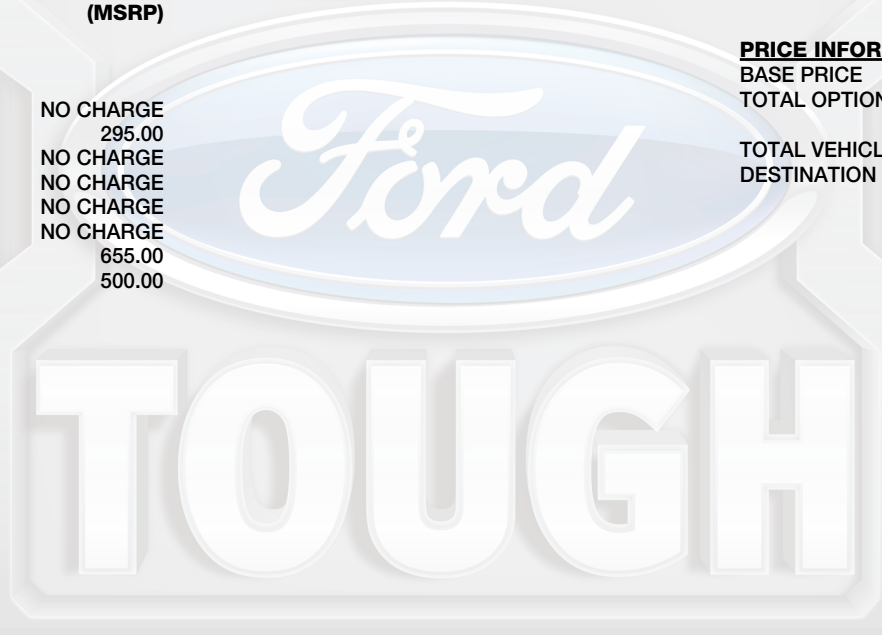 (MSRP)
NO CHARGE
295.00
NO CHARGE
NO CHARGE
NO CHARGE
NO CHARGE
655.00
500.00
PRICE INFOR
BASE PRICE
TOTAL OPTION
TOTAL VEHICL
DESTINATION
Ford
TOUGH